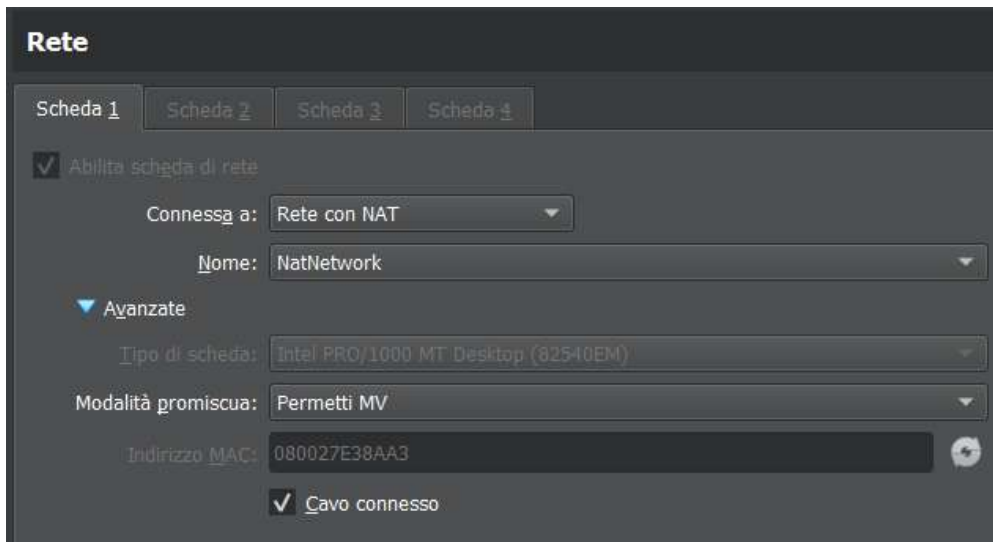 Rete
Scheda 1 Scheda 2 Scheda 3 Scheda 4
Abilita scheda di rete
Connessa a: Rete con NAT
Nome: NatNetwork
Avanzate
Tipo di scheda: Intel PRO/1000 MT Desktop (82540EM)
Modalità promiscua: Permetti MV
Indirizzo MAC: 080027E38AA3
Cavo connesso